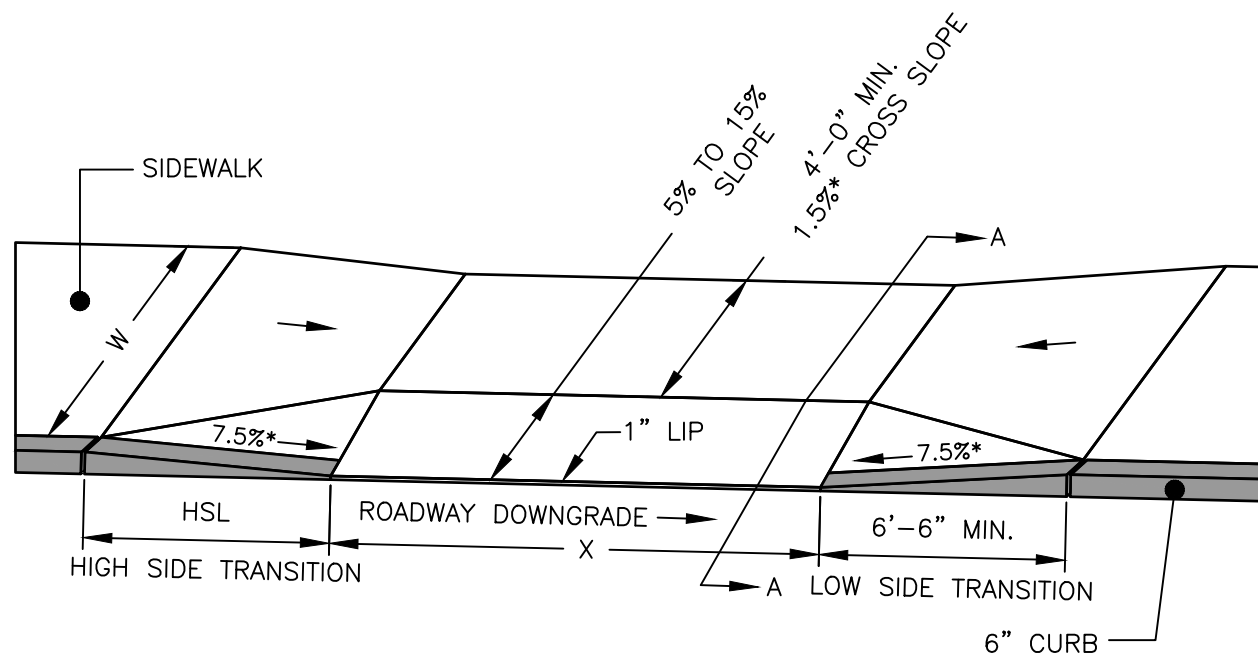 SIDEWALK
5% TO 15%
SLOPE
4'-0" MIN.
1.5%* CROSS SLOPE
A
W
7.5%*
1" LIP
7.5%*
HSL
ROADWAY DOWNGRADE
6'-6" MIN.
X
HIGH SIDE TRANSITION
A
LOW SIDE TRANSITION
6" CURB